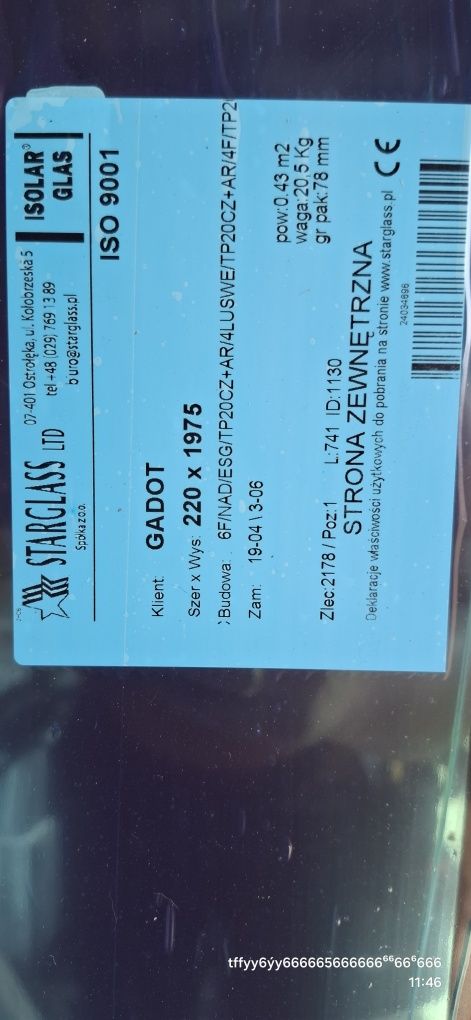 STARGLASS LTD
Spółka z o.o.
07-401 Ostrołęka, ul. Kołobrzeska 5
tel +48 (029) 769 13 89
biuro@starglass.pl
ISOLAR®
GLAS
ISO 9001
Klient: GADOT
Szer x Wys: 220 x 1975
Budowa: 6F/NAD/ESG/TP20CZ+AR/4LUSWE/TP20CZ+AR/4F/TP2
Zam: 19-04 \ 3-06
pow:0.43 m2
waga:20,5 Kg
gr pak:78 mm
Zlec:2178 / Poz:1 L:741 ID:1130
STRONA ZEWNĘTRZNA
CE
Deklaracje właściwości użytkowych do pobrania na stronie www.starglass.pl
24034896
tffyy6ýy666665666666⁶⁶66⁶666
11:46